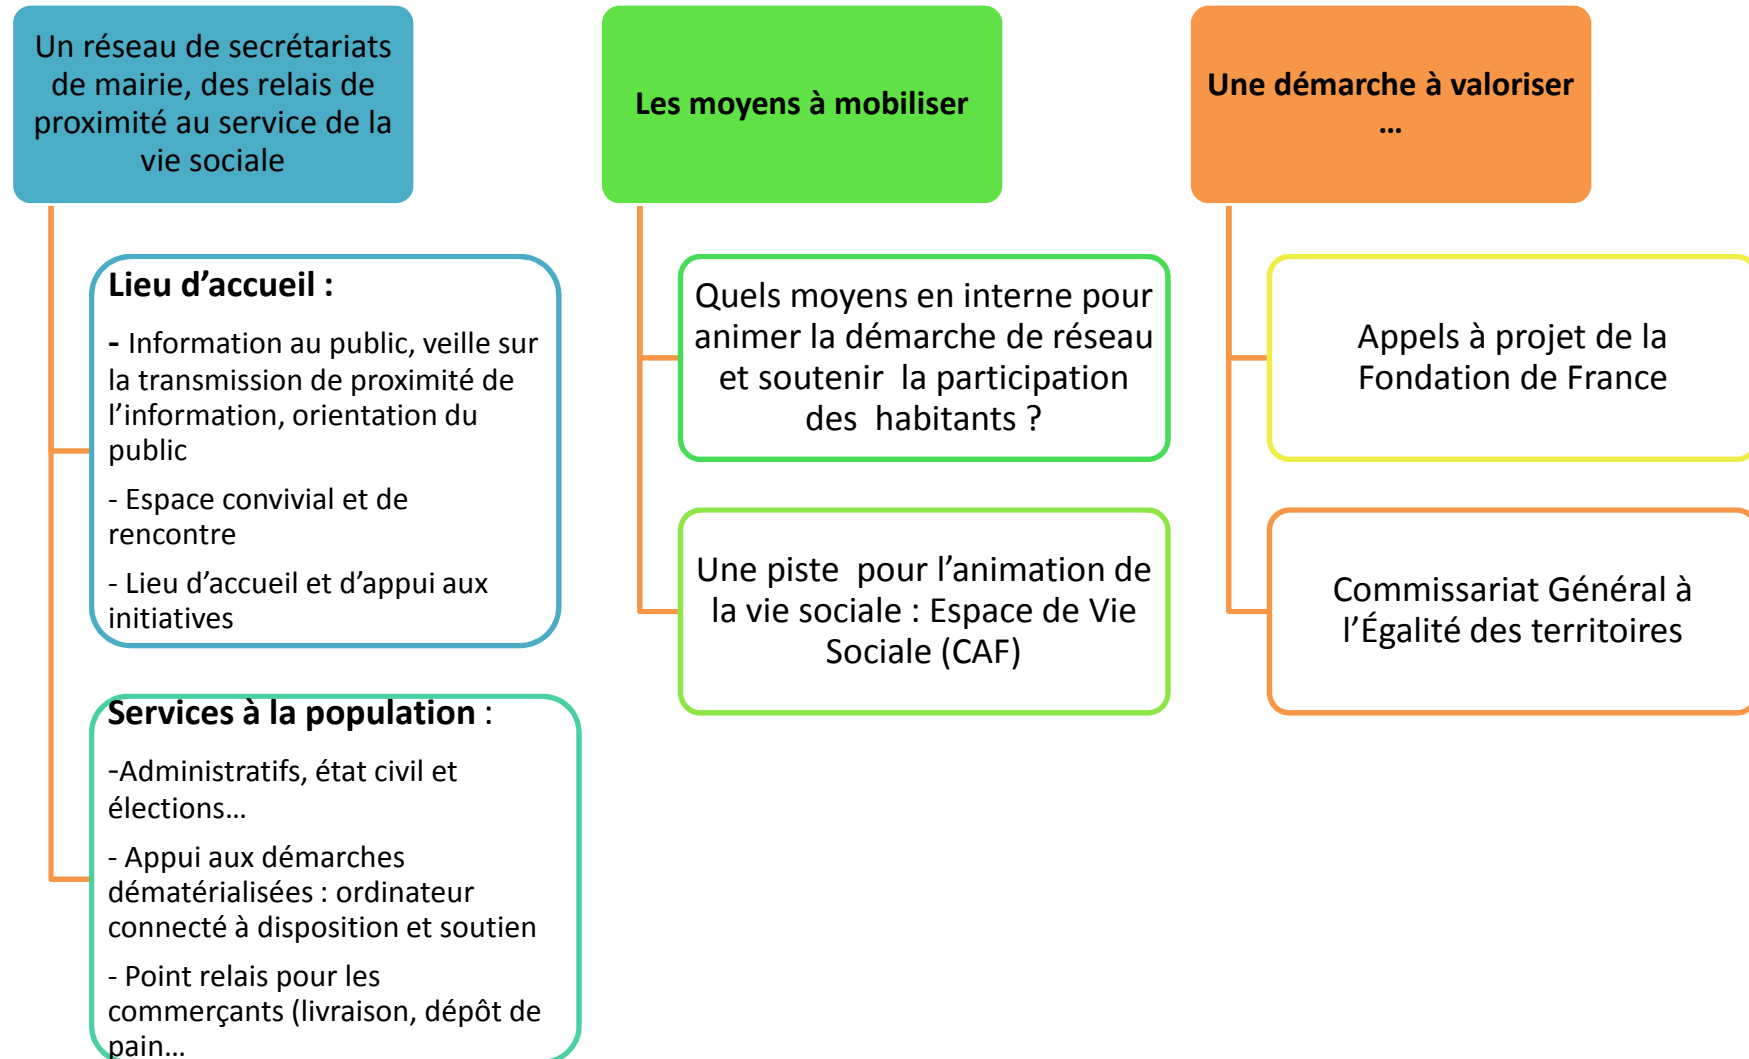 Un réseau de secrétariats
de mairie, des relais de
proximité au service de la
vie sociale
Lieu d’accueil :
- Information au public, veille sur
la transmission de proximité de
l’information, orientation du
public
- Espace convivial et de
rencontre
- Lieu d’accueil et d’appui aux
initiatives
Services à la population :
-Administratifs, état civil et
élections…
- Appui aux démarches
dématérialisées : ordinateur
connecté à disposition et soutien
- Point relais pour les
commerçants (livraison, dépôt de
pain…
Les moyens à mobiliser
Quels moyens en interne pour
animer la démarche de réseau
et soutenir la participation
des habitants ?
Une piste pour l’animation de
la vie sociale : Espace de Vie
Sociale (CAF)
Une démarche à valoriser
…
Appels à projet de la
Fondation de France
Commissariat Général à
l’Égalité des territoires